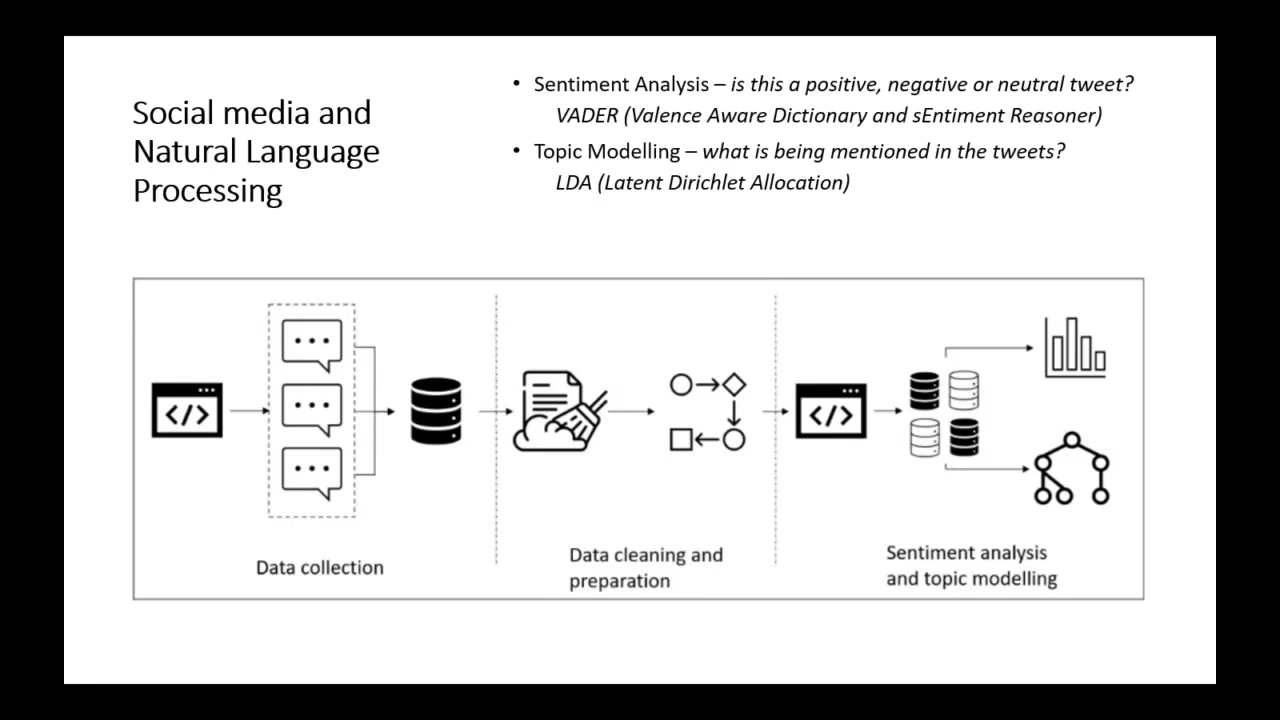 Social media and
Natural Language
Processing
• Sentiment Analysis – is this a positive, negative or neutral tweet?
VADER (Valence Aware Dictionary and sEntiment Reasoner)
• Topic Modelling – what is being mentioned in the tweets?
LDA (Latent Dirichlet Allocation)
Data collection
Data cleaning and
preparation
Sentiment analysis
and topic modelling